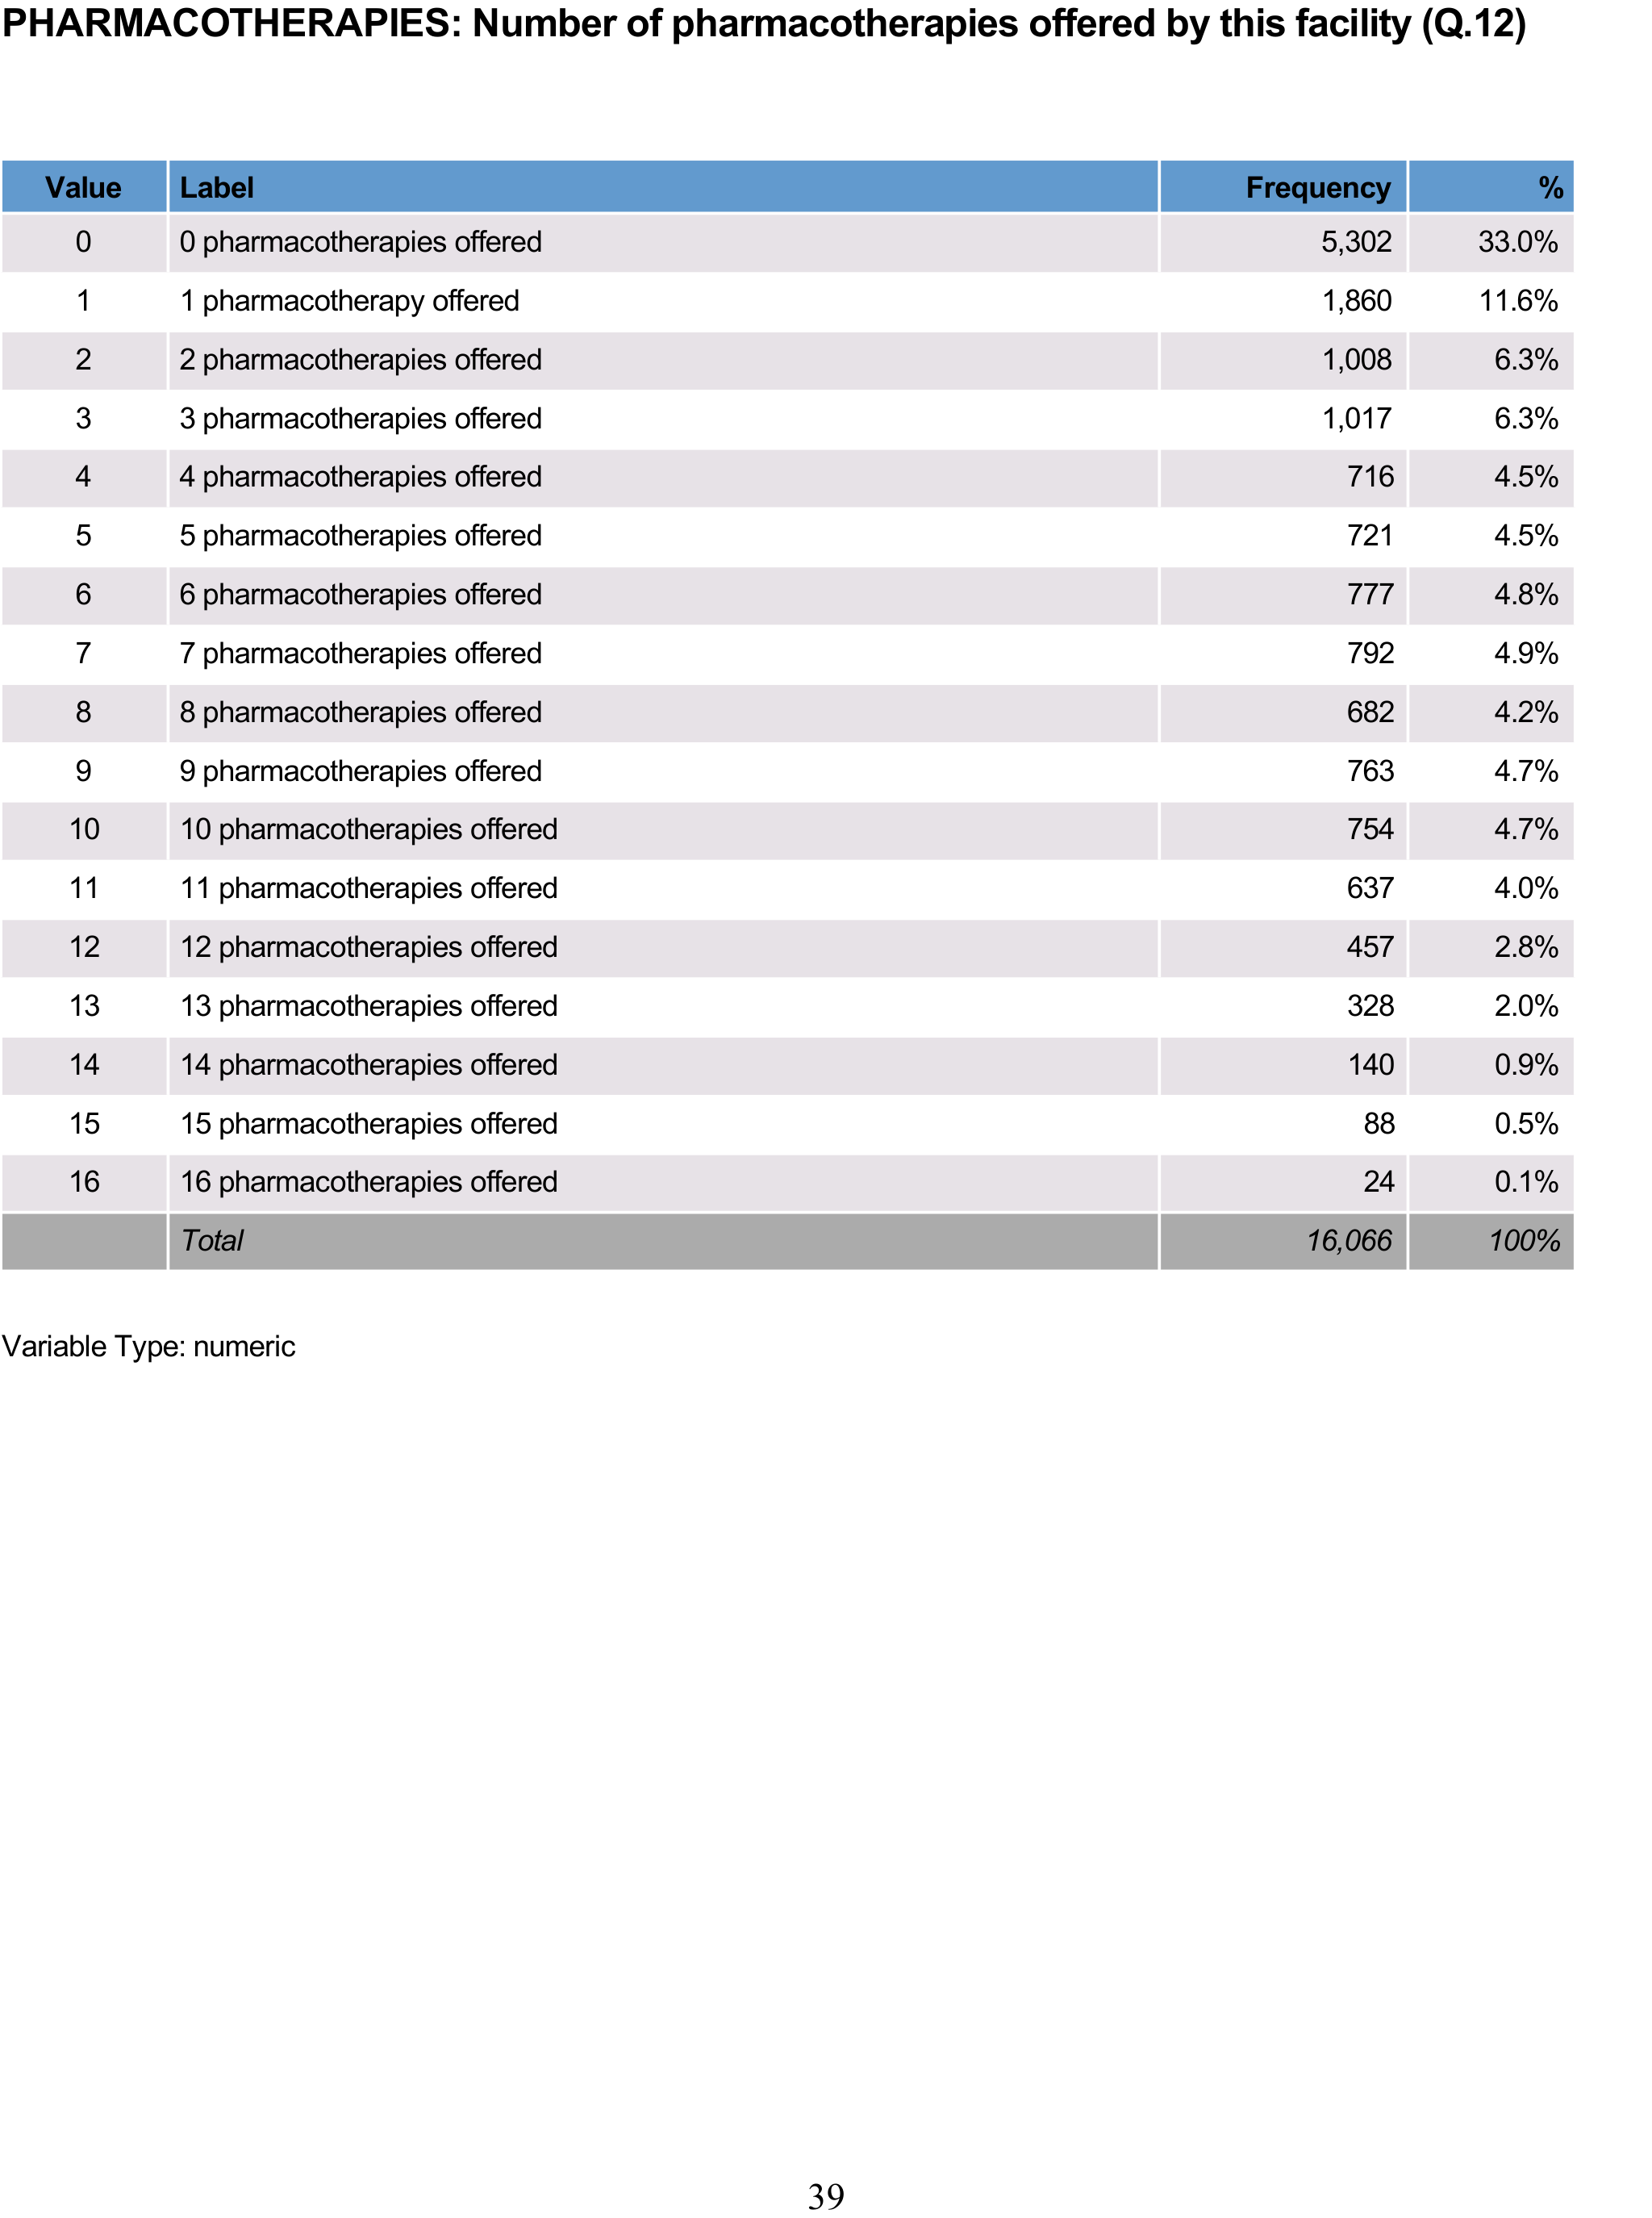 PHARMACOTHERAPIES: Number of pharmacotherapies offered by this facility (Q.12)
Value Label Frequency %
0 0 pharmacotherapies offered 5,302 33.0%
1 1 pharmacotherapy offered 1,860 11.6%
2 2 pharmacotherapies offered 1,008 6.3%
3 3 pharmacotherapies offered 1,017 6.3%
4 4 pharmacotherapies offered 716 4.5%
5 5 pharmacotherapies offered 721 4.5%
6 6 pharmacotherapies offered 777 4.8%
7 7 pharmacotherapies offered 792 4.9%
8 8 pharmacotherapies offered 682 4.2%
9 9 pharmacotherapies offered 763 4.7%
10 10 pharmacotherapies offered 754 4.7%
11 11 pharmacotherapies offered 637 4.0%
12 12 pharmacotherapies offered 457 2.8%
13 13 pharmacotherapies offered 328 2.0%
14 14 pharmacotherapies offered 140 0.9%
15 15 pharmacotherapies offered 88 0.5%
16 16 pharmacotherapies offered 24 0.1%
Total 16,066 100%
Variable Type: numeric
39